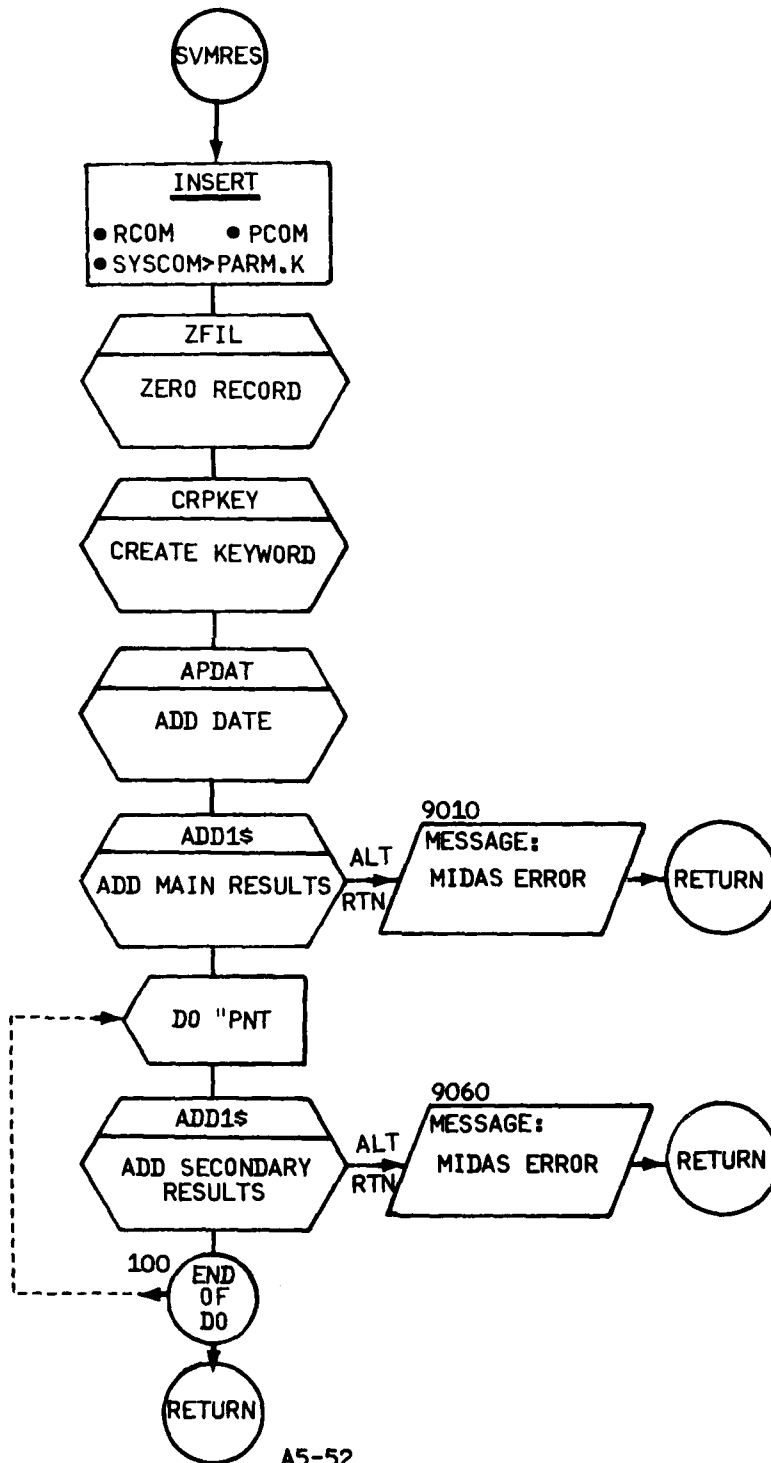 SVMRES
INSERT
• RCOM • PCOM
• SYSCOM>PARM.K
ZFIL
ZERO RECORD
CRPKEY
CREATE KEYWORD
APDAT
ADD DATE
ADD1$
ADD MAIN RESULTS
ALT
RTN
9010
MESSAGE:
MIDAS ERROR
RETURN
DO "PNT
ADD1$
ADD SECONDARY
RESULTS
ALT
RTN
9060
MESSAGE:
MIDAS ERROR
RETURN
100
END
OF
DO
RETURN
A5-52